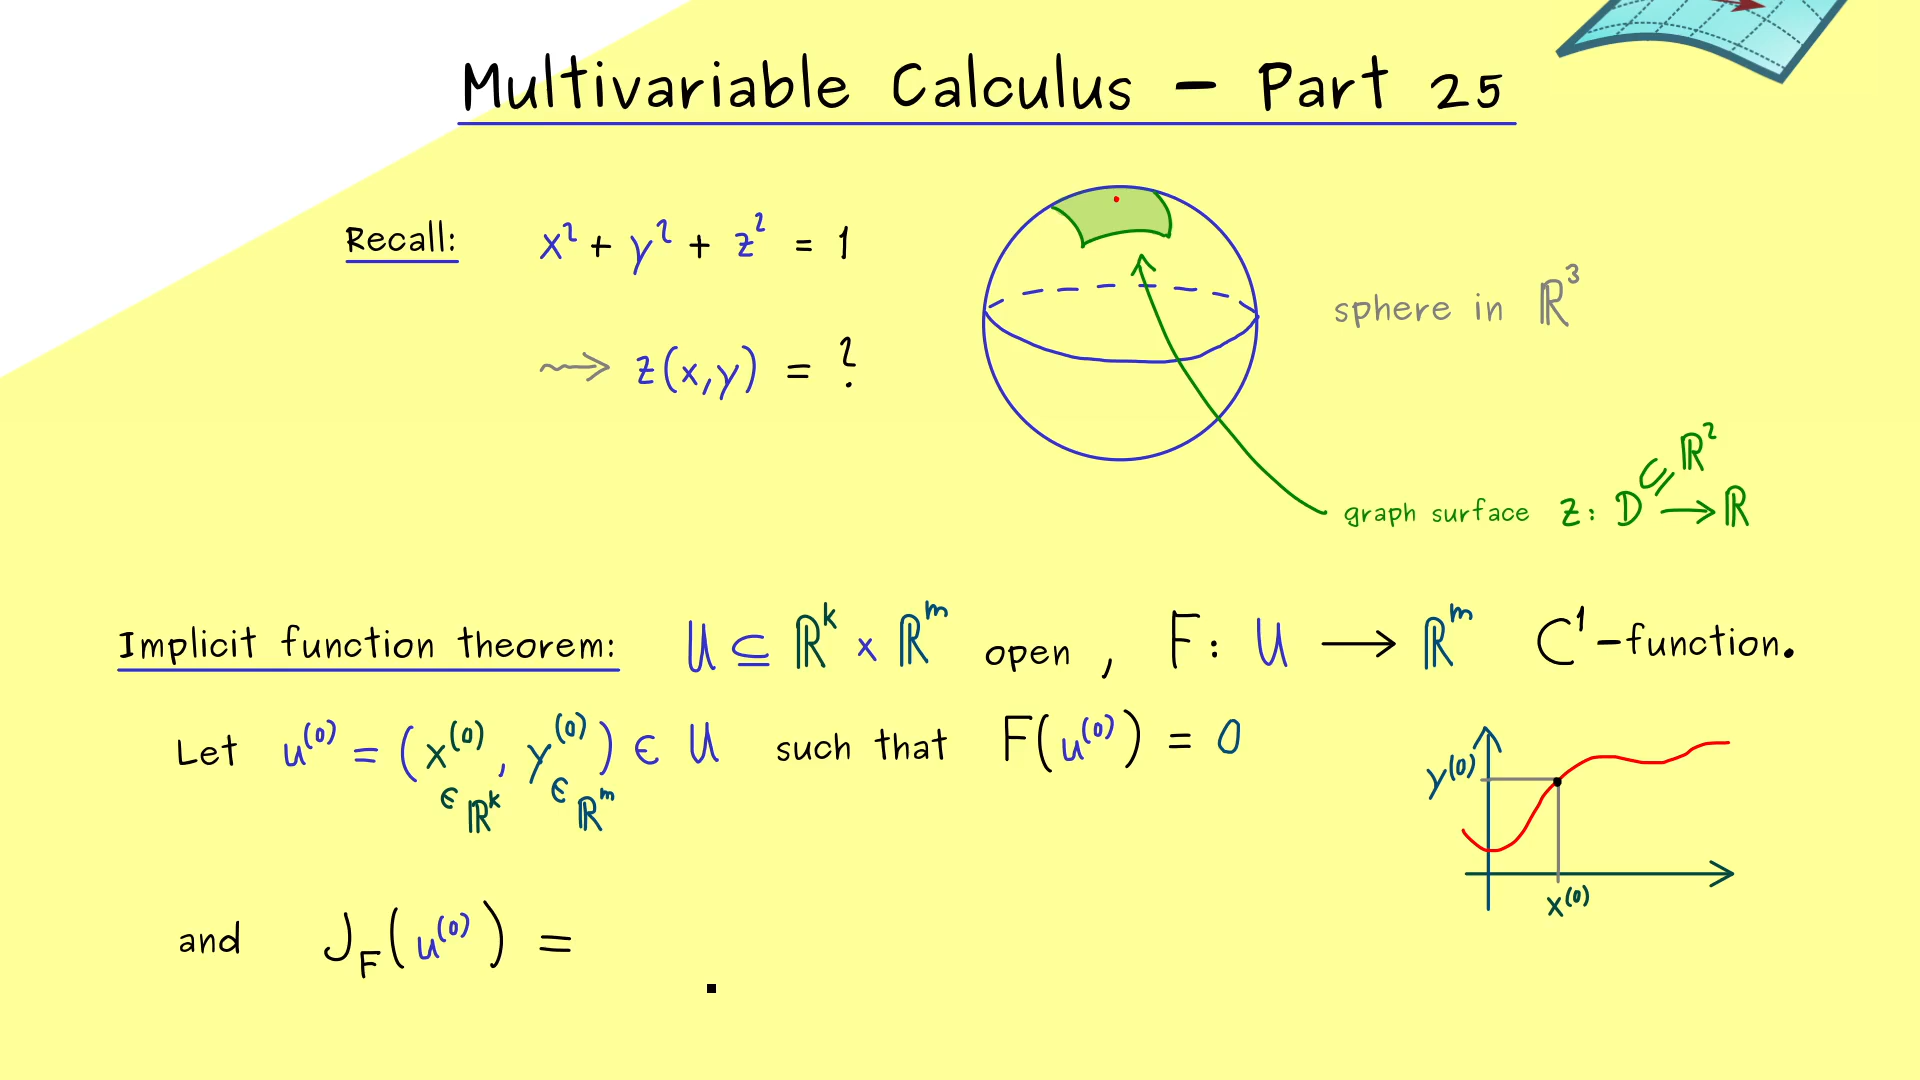 Multivariable Calculus – Part 25
Recall: x² + y² + z² = 1
⇝ z(x,y) = ?
sphere in ℝ³
graph surface z: D ⊆ ℝ² → ℝ
Implicit function theorem: U ⊆ ℝᵏ × ℝᵐ open , F: U → ℝᵐ C¹-function.
Let u⁽⁰⁾ = (x⁽⁰⁾, y⁽⁰⁾) ∈ U such that F(u⁽⁰⁾) = 0
∈ ℝᵏ ∈ ℝᵐ
y⁽⁰⁾
x⁽⁰⁾
and J_F(u⁽⁰⁾) =